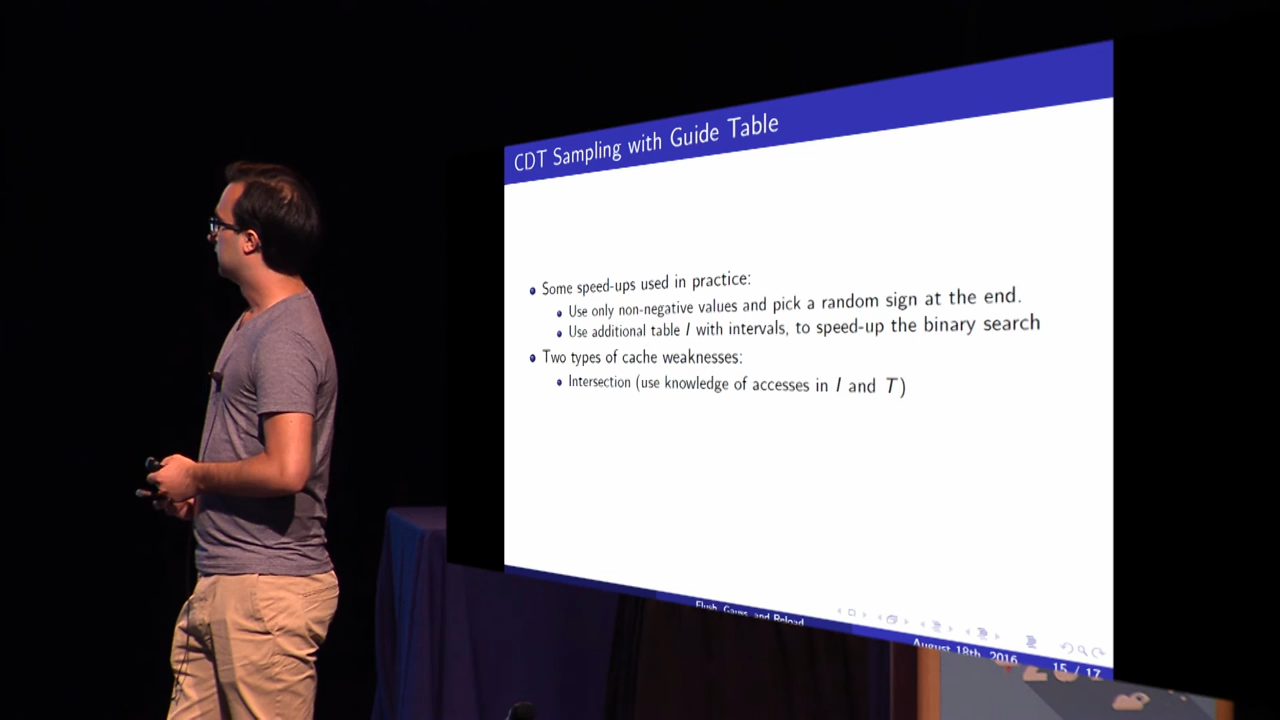 CDT Sampling with Guide Table
Some speed-ups used in practice:
Use only non-negative values and pick a random sign at the end.
Use additional table I with intervals, to speed-up the binary search
Two types of cache weaknesses:
Intersection (use knowledge of accesses in I and T)
Flush, Gauss, and Reload
August 18th, 2016
15 / 17